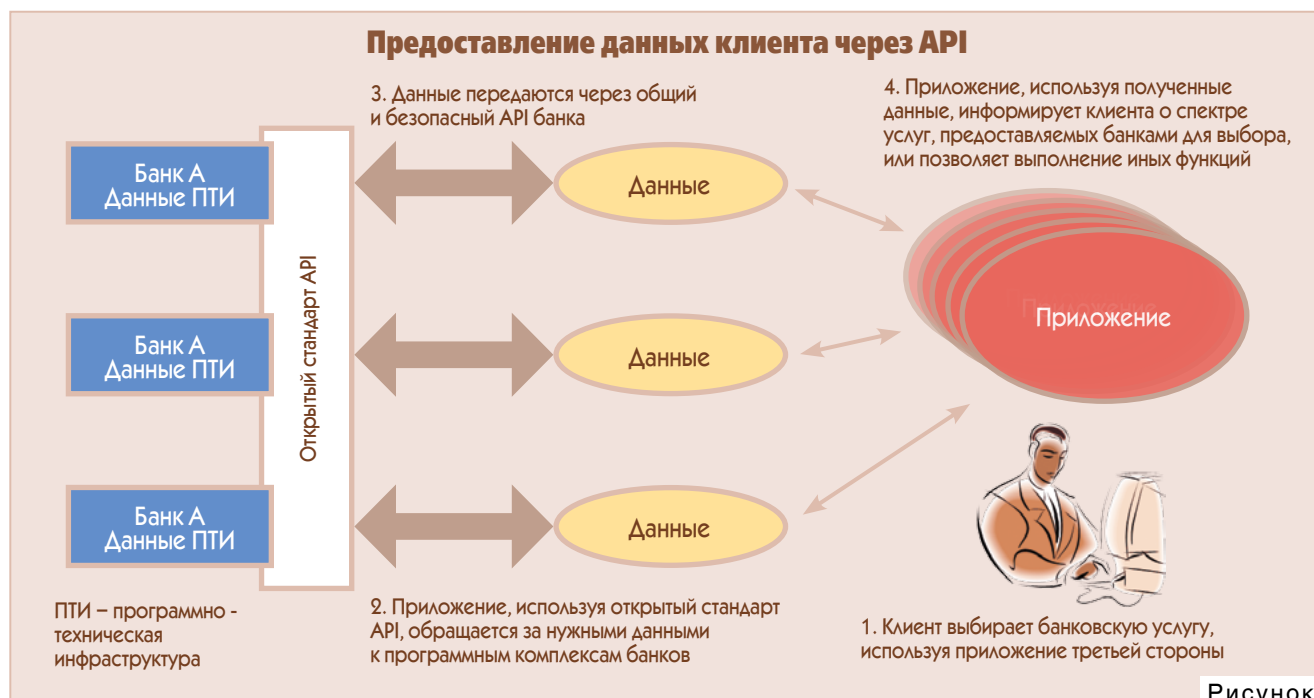 Предоставление данных клиента через API
3. Данные передаются через общий
и безопасный API банка
4. Приложение, используя полученные
данные, информирует клиента о спектре
услуг, предоставляемых банками для выбора,
или позволяет выполнение иных функций
Банк А
Данные ПТИ
Данные
Банк А
Данные ПТИ
Данные
Банк А
Данные ПТИ
Данные
Открытый стандарт API
Приложение
ПТИ – программно -
техническая
инфраструктура
2. Приложение, используя открытый стандарт
API, обращается за нужными данными
к программным комплексам банков
1. Клиент выбирает банковскую услугу,
используя приложение третьей стороны
Рисунок